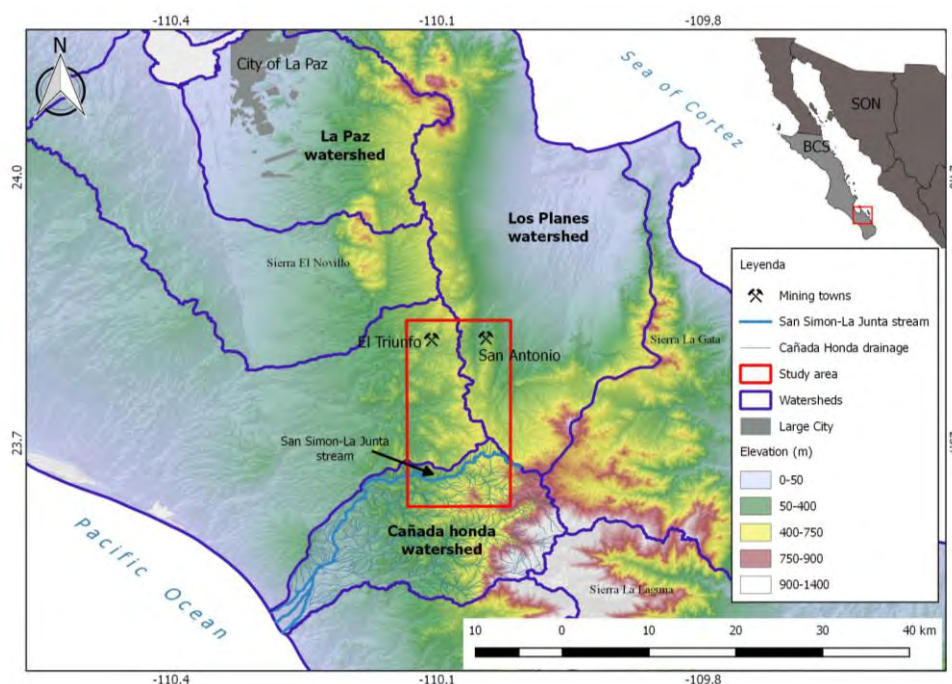 -110.4
-110.1
-109.8
N
City of La Paz
La Paz
watershed
Sea of Cortez
SON
BCS
24.0
Los Planes
watershed
Sierra El Novillo
El Triunfo
San Antonio
Sierra La Gata
23.7
San Simon-La Junta
stream
Cañada honda
watershed
Sierra La Laguna
Pacific Ocean
Leyenda
Mining towns
San Simon-La Junta stream
Cañada Honda drainage
Study area
Watersheds
Large City
Elevation (m)
0-50
50-400
400-750
750-900
900-1400
10 0 10 20 30 40 km
-110.4
-110.1
-109.8